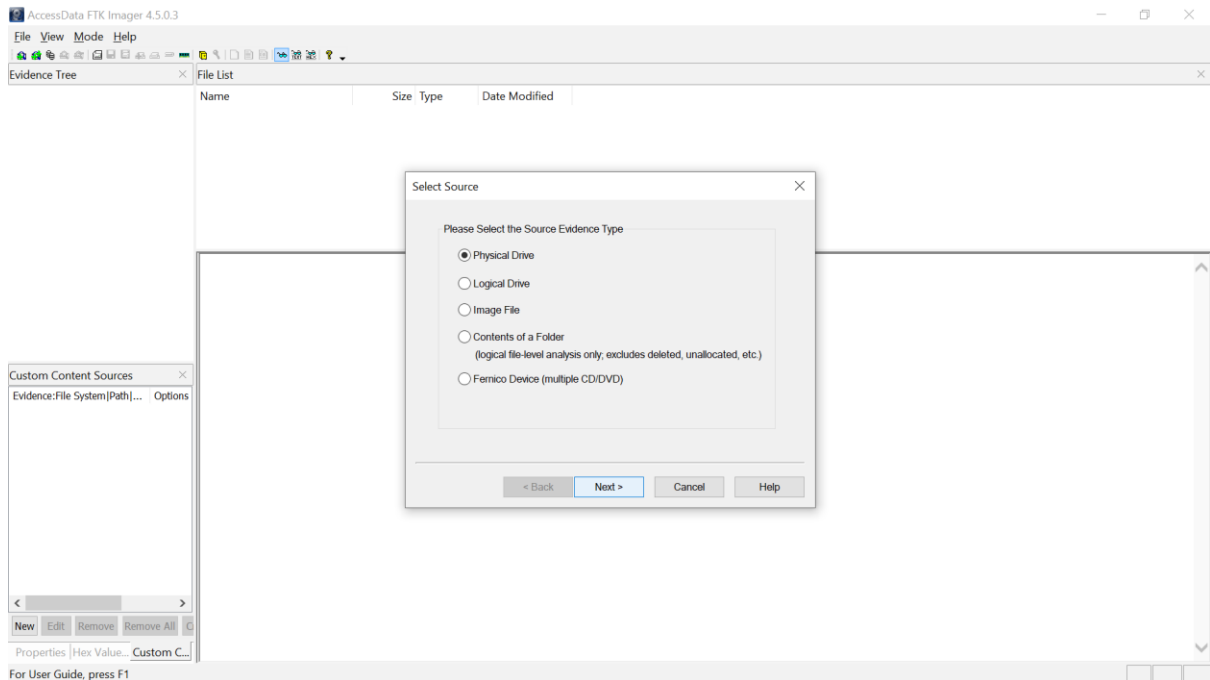 AccessData FTK Imager 4.5.0.3
File View Mode Help
Evidence Tree
File List
Name Size Type Date Modified
Select Source
Please Select the Source Evidence Type
Physical Drive
Logical Drive
Image File
Contents of a Folder
(logical file-level analysis only; excludes deleted, unallocated, etc.)
Fernico Device (multiple CD/DVD)
< Back Next > Cancel Help
Custom Content Sources
Evidence:File System|Path|... Options
New Edit Remove Remove All C
Properties Hex Value... Custom C...
For User Guide, press F1